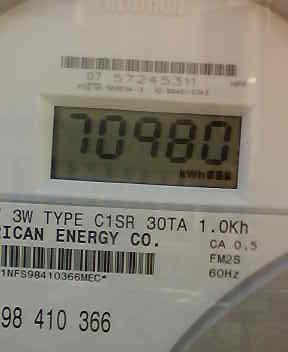 07 57245311
70980
kWh
3W TYPE C1SR 30TA 1.0Kh
RICAN ENERGY CO.
CA 0.5
FM2S
1NFS98410366MEC*
60Hz
98 410 366